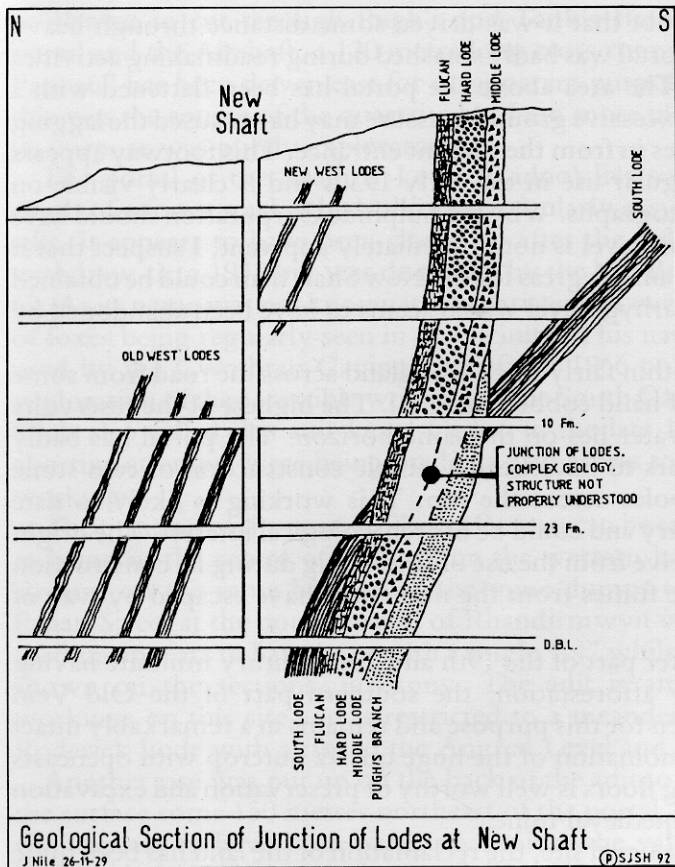 N
S
New
Shaft
FLUCAN
HARD LODE
MIDDLE LODE
SOUTH LODE
NEW WEST LODES
OLD WEST LODES
10 Fm.
JUNCTION OF LODES.
COMPLEX GEOLOGY.
STRUCTURE NOT
PROPERLY UNDERSTOOD
23 Fm.
D.B.L.
SOUTH LODE
FLUCAN
HARD LODE
MIDDLE LODE
PUGHS BRANCH
Geological Section of Junction of Lodes at New Shaft
J Nile 26-11-29
(P)SJSH 92